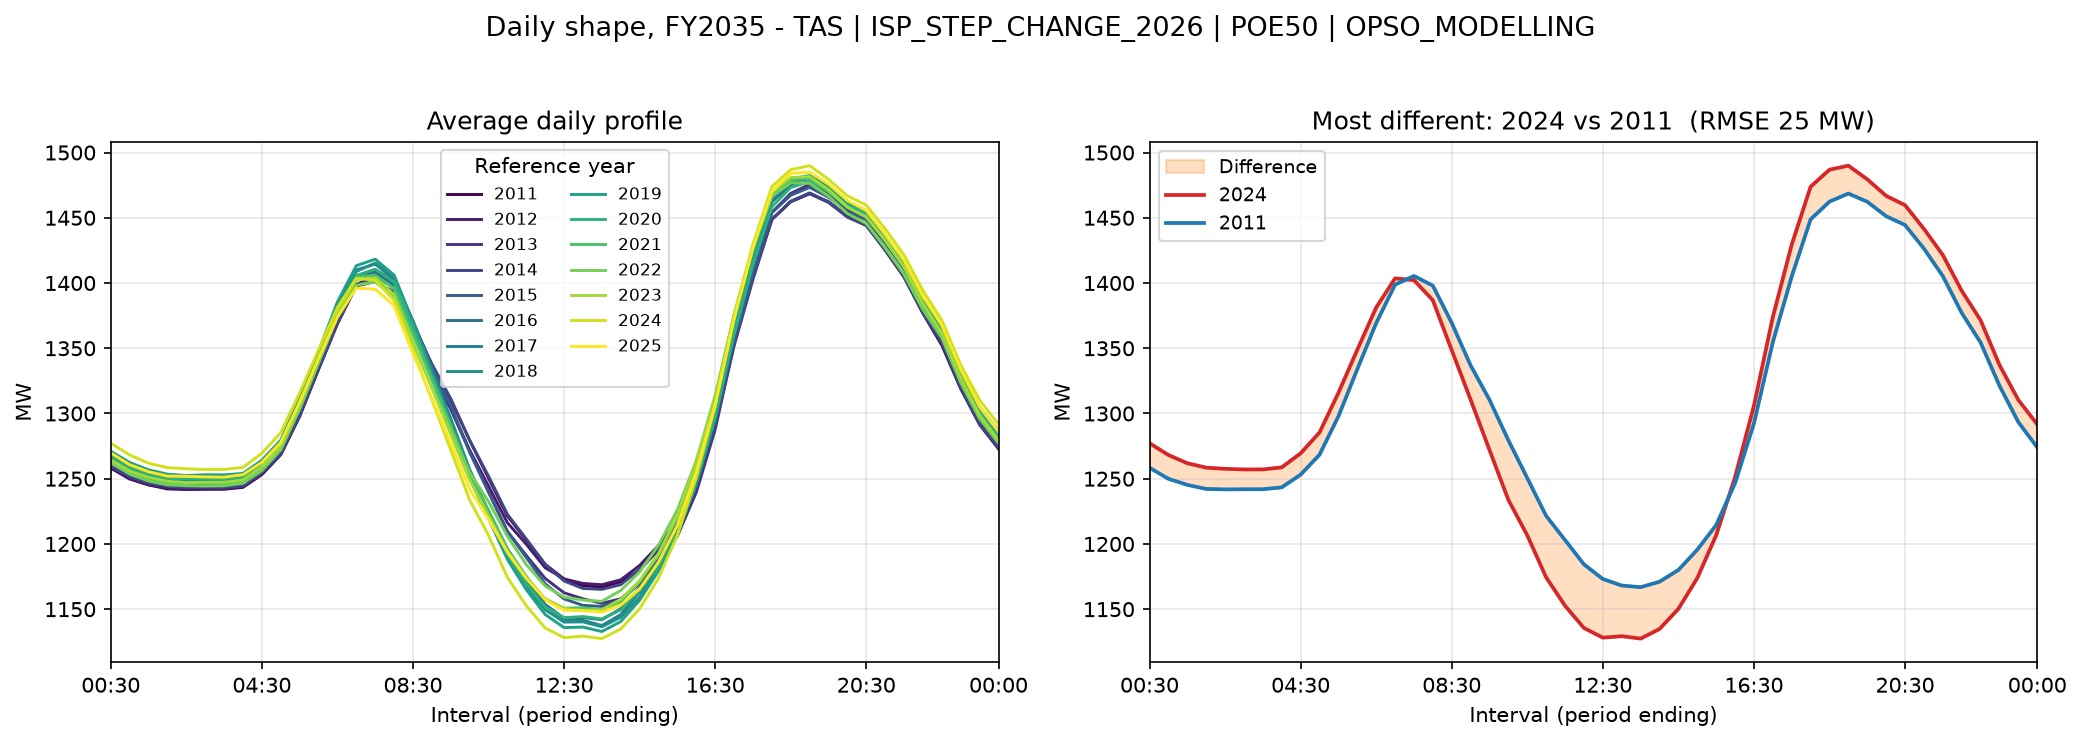 Daily shape, FY2035 - TAS | ISP_STEP_CHANGE_2026 | POE50 | OPSO_MODELLING
Average daily profile
MW
1500
1450
1400
1350
1300
1250
1200
1150
Reference year
2011 2019
2012 2020
2013 2021
2014 2022
2015 2023
2016 2024
2017 2025
2018
00:30 04:30 08:30 12:30 16:30 20:30 00:00
Interval (period ending)
Most different: 2024 vs 2011 (RMSE 25 MW)
MW
1500
1450
1400
1350
1300
1250
1200
1150
Difference
2024
2011
00:30 04:30 08:30 12:30 16:30 20:30 00:00
Interval (period ending)